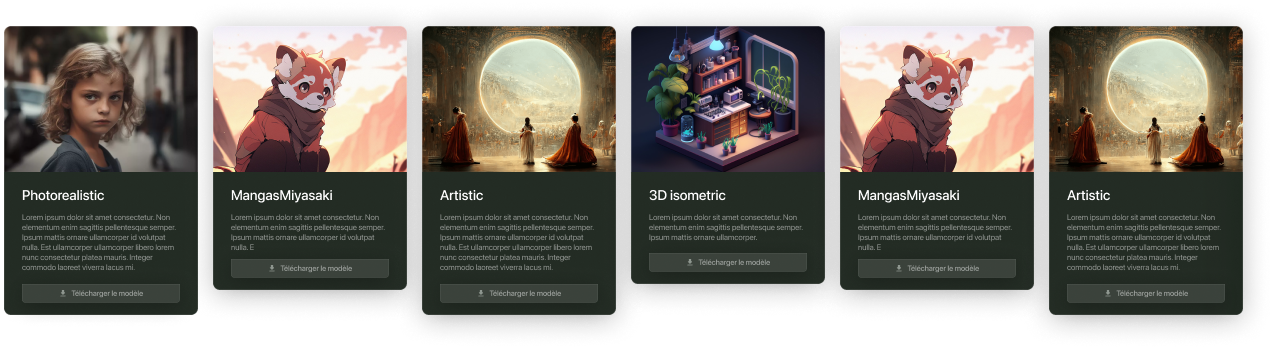 Photorealistic
Lorem ipsum dolor sit amet consectetur. Non
elementum enim sagittis pellentesque semper.
Ipsum mattis ornare ullamcorper id volutpat
nulla. Est ullamcorper ullamcorper libero lorem
nunc consectetur platea mauris. Integer
commodo laoreet viverra lacus mi.
Télécharger le modèle
MangasMiyasaki
Lorem ipsum dolor sit amet consectetur. Non
elementum enim sagittis pellentesque semper.
Ipsum mattis ornare ullamcorper id volutpat
nulla. E
Télécharger le modèle
Artistic
Lorem ipsum dolor sit amet consectetur. Non
elementum enim sagittis pellentesque semper.
Ipsum mattis ornare ullamcorper id volutpat
nulla. Est ullamcorper ullamcorper libero lorem
nunc consectetur platea mauris. Integer
commodo laoreet viverra lacus mi.
Télécharger le modèle
3D isometric
Lorem ipsum dolor sit amet consectetur. Non
elementum enim sagittis pellentesque semper.
Ipsum mattis ornare ullamcorper.
Télécharger le modèle
MangasMiyasaki
Lorem ipsum dolor sit amet consectetur. Non
elementum enim sagittis pellentesque semper.
Ipsum mattis ornare ullamcorper id volutpat
nulla. E
Télécharger le modèle
Artistic
Lorem ipsum dolor sit amet consectetur. Non
elementum enim sagittis pellentesque semper.
Ipsum mattis ornare ullamcorper id volutpat
nulla. Est ullamcorper ullamcorper libero lorem
nunc consectetur platea mauris. Integer
commodo laoreet viverra lacus mi.
Télécharger le modèle